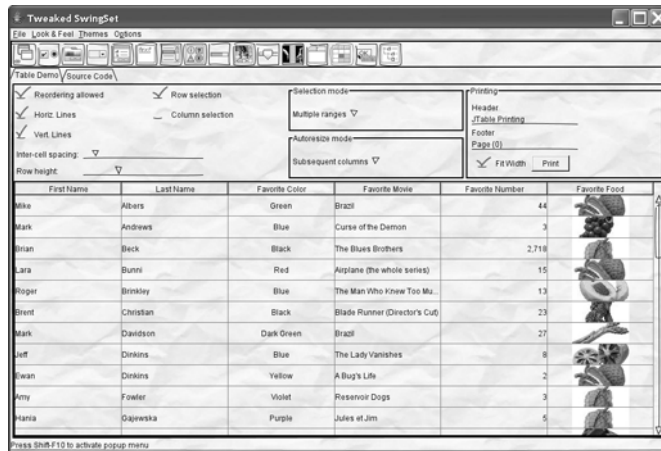 Tweaked SwingSet
File Look & Feel Themes Options
Table Demo Source Code
Reordering allowed Row selection
Horiz. Lines Column selection
Vert. Lines
Inter-cell spacing:
Row height:
Selection mode
Multiple ranges
Autoresize mode
Subsequent columns
Printing
Header
JTable Printing
Footer
Page {0}
Fit Width Print
First Name Last Name Favorite Color Favorite Movie Favorite Number Favorite Food
Mike Albers Green Brazil 44
Mark Andrews Blue Curse of the Demon 3
Brian Beck Black The Blues Brothers 2,718
Lara Bunni Red Airplane (the whole series) 15
Roger Brinkley Blue The Man Who Knew Too Mu... 13
Brent Christian Black Blade Runner (Director's Cut) 23
Mark Davidson Dark Green Brazil 27
Jeff Dinkins Blue The Lady Vanishes 8
Ewan Dinkins Yellow A Bug's Life 2
Amy Fowler Violet Reservoir Dogs 3
Hania Gajewska Purple Jules et Jim 5
Press Shift-F10 to activate popup menu